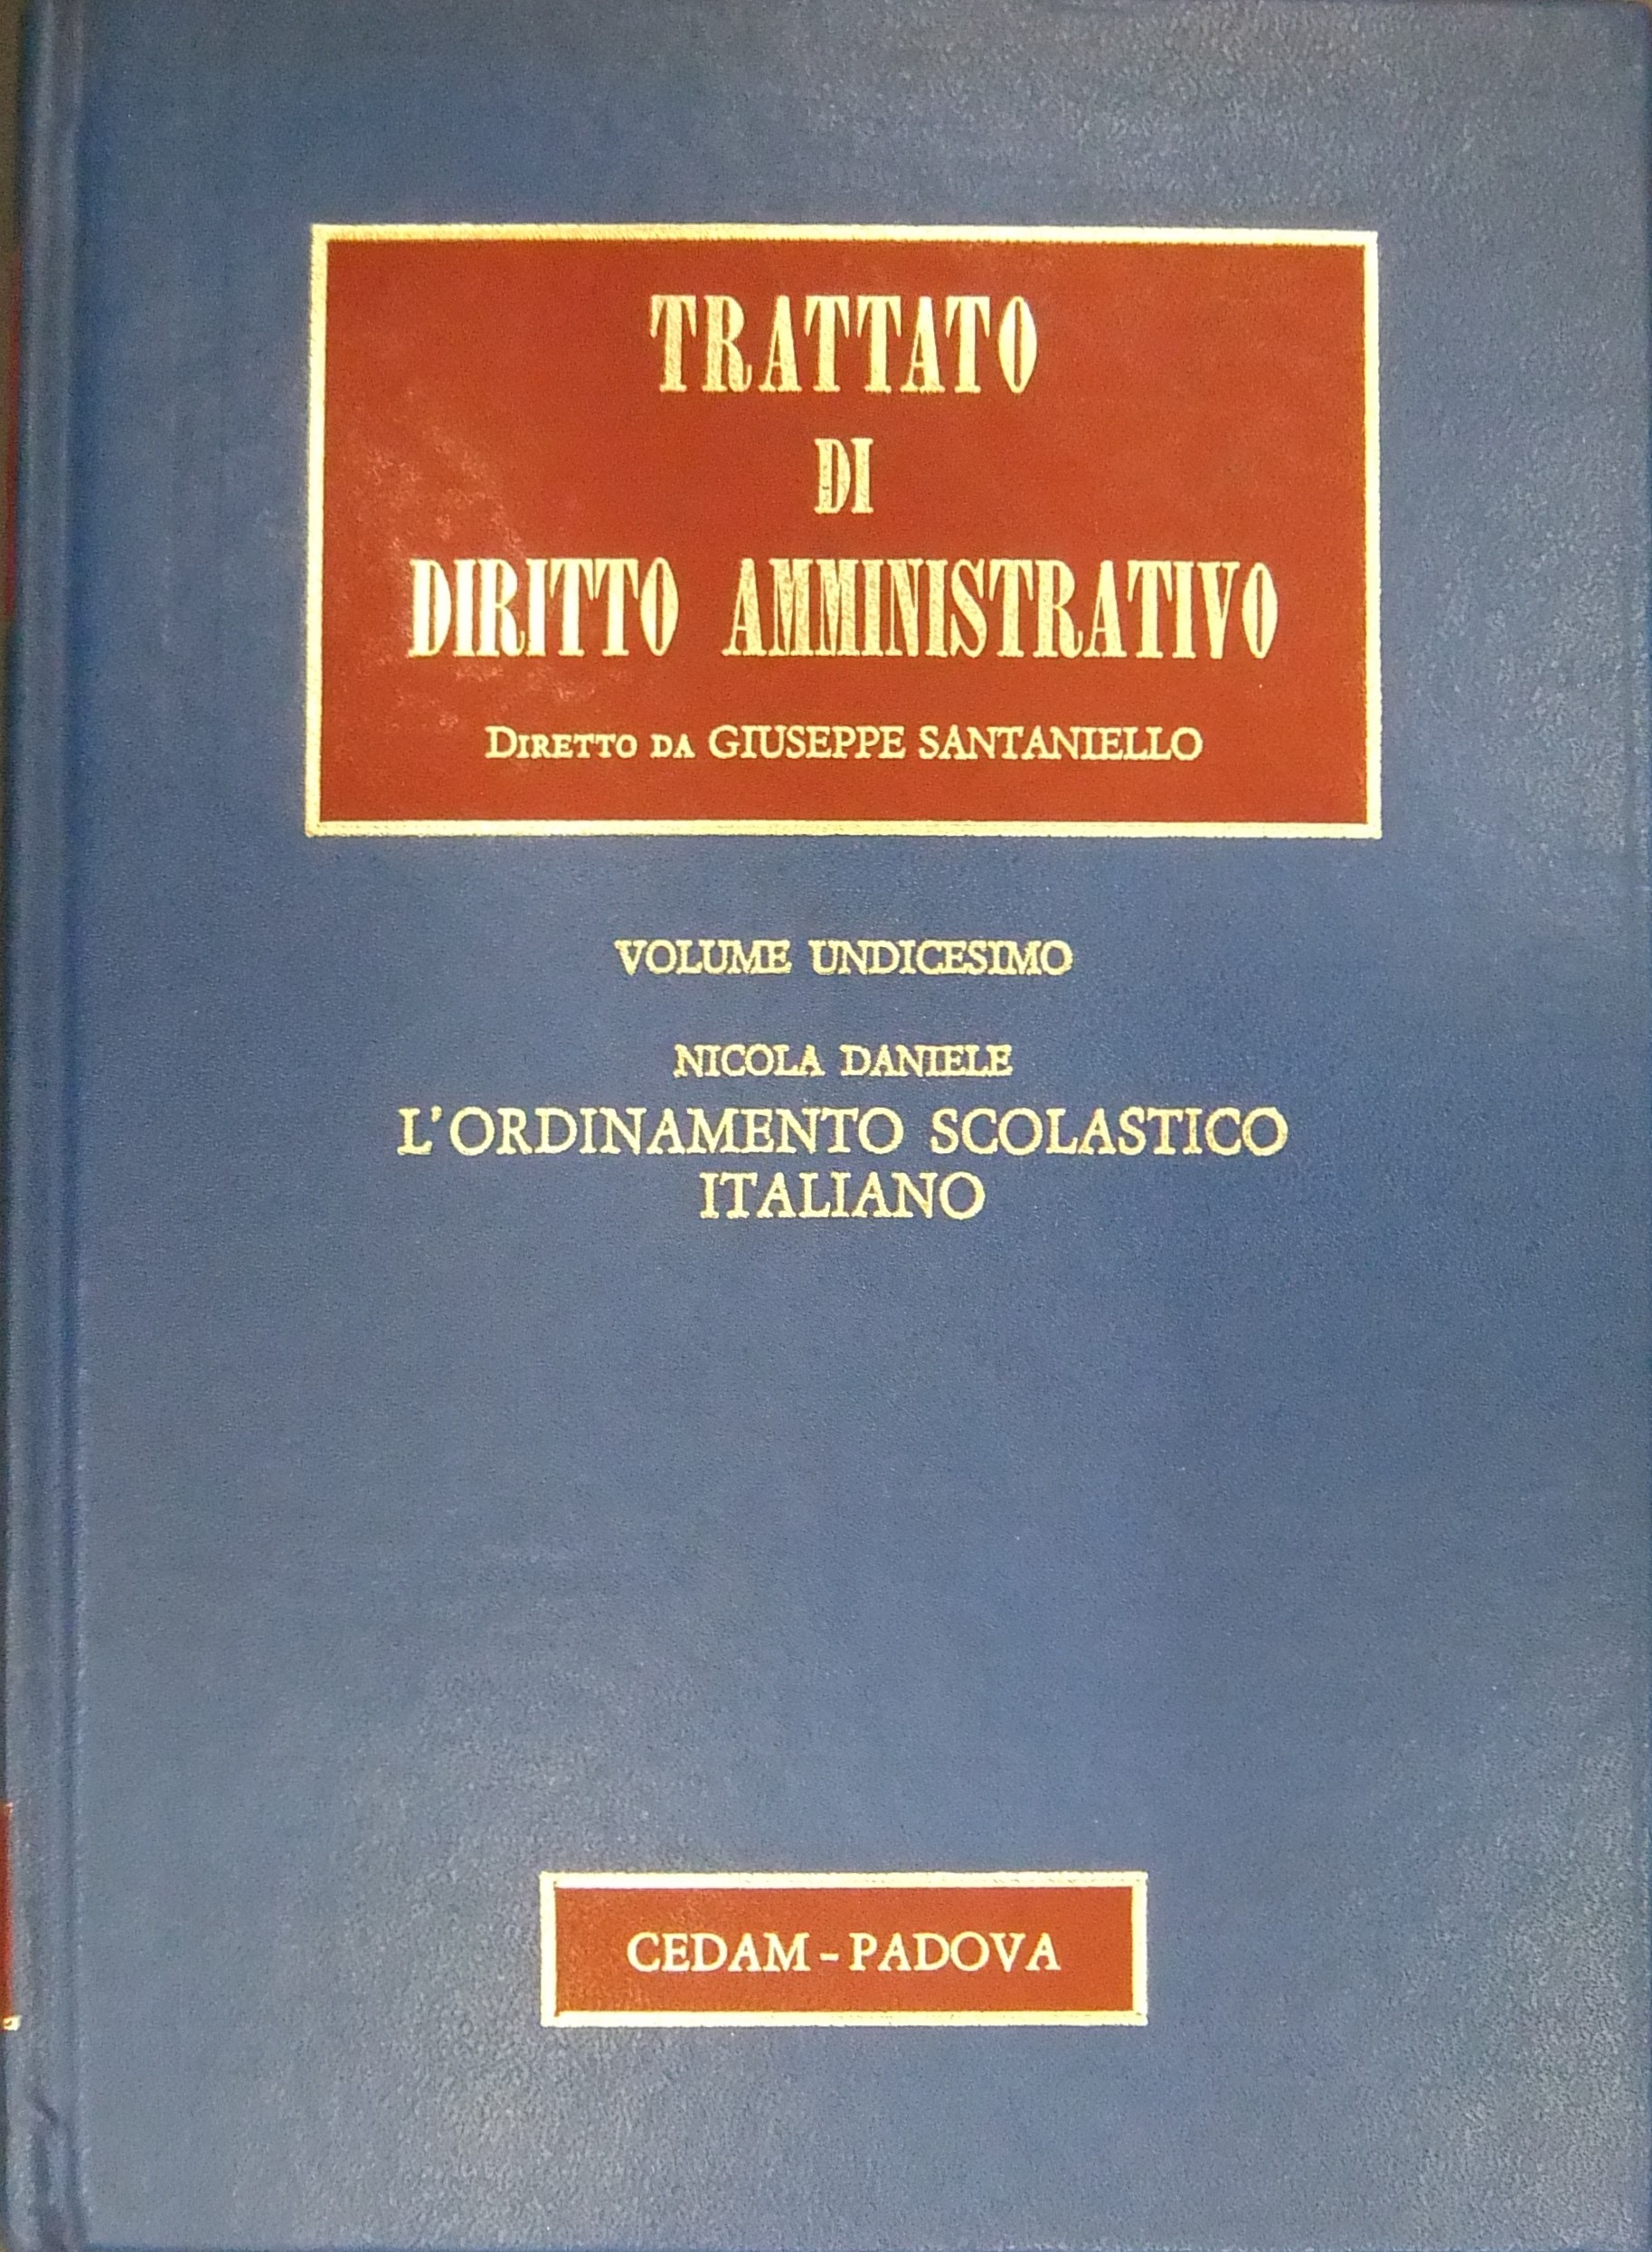 TRATTATO
DI
DIRITTO AMMINISTRATIVO
DIRETTO DA GIUSEPPE SANTANIELLO
VOLUME UNDICESIMO
NICOLA DANIELE
L'ORDINAMENTO SCOLASTICO
ITALIANO
CEDAM - PADOVA